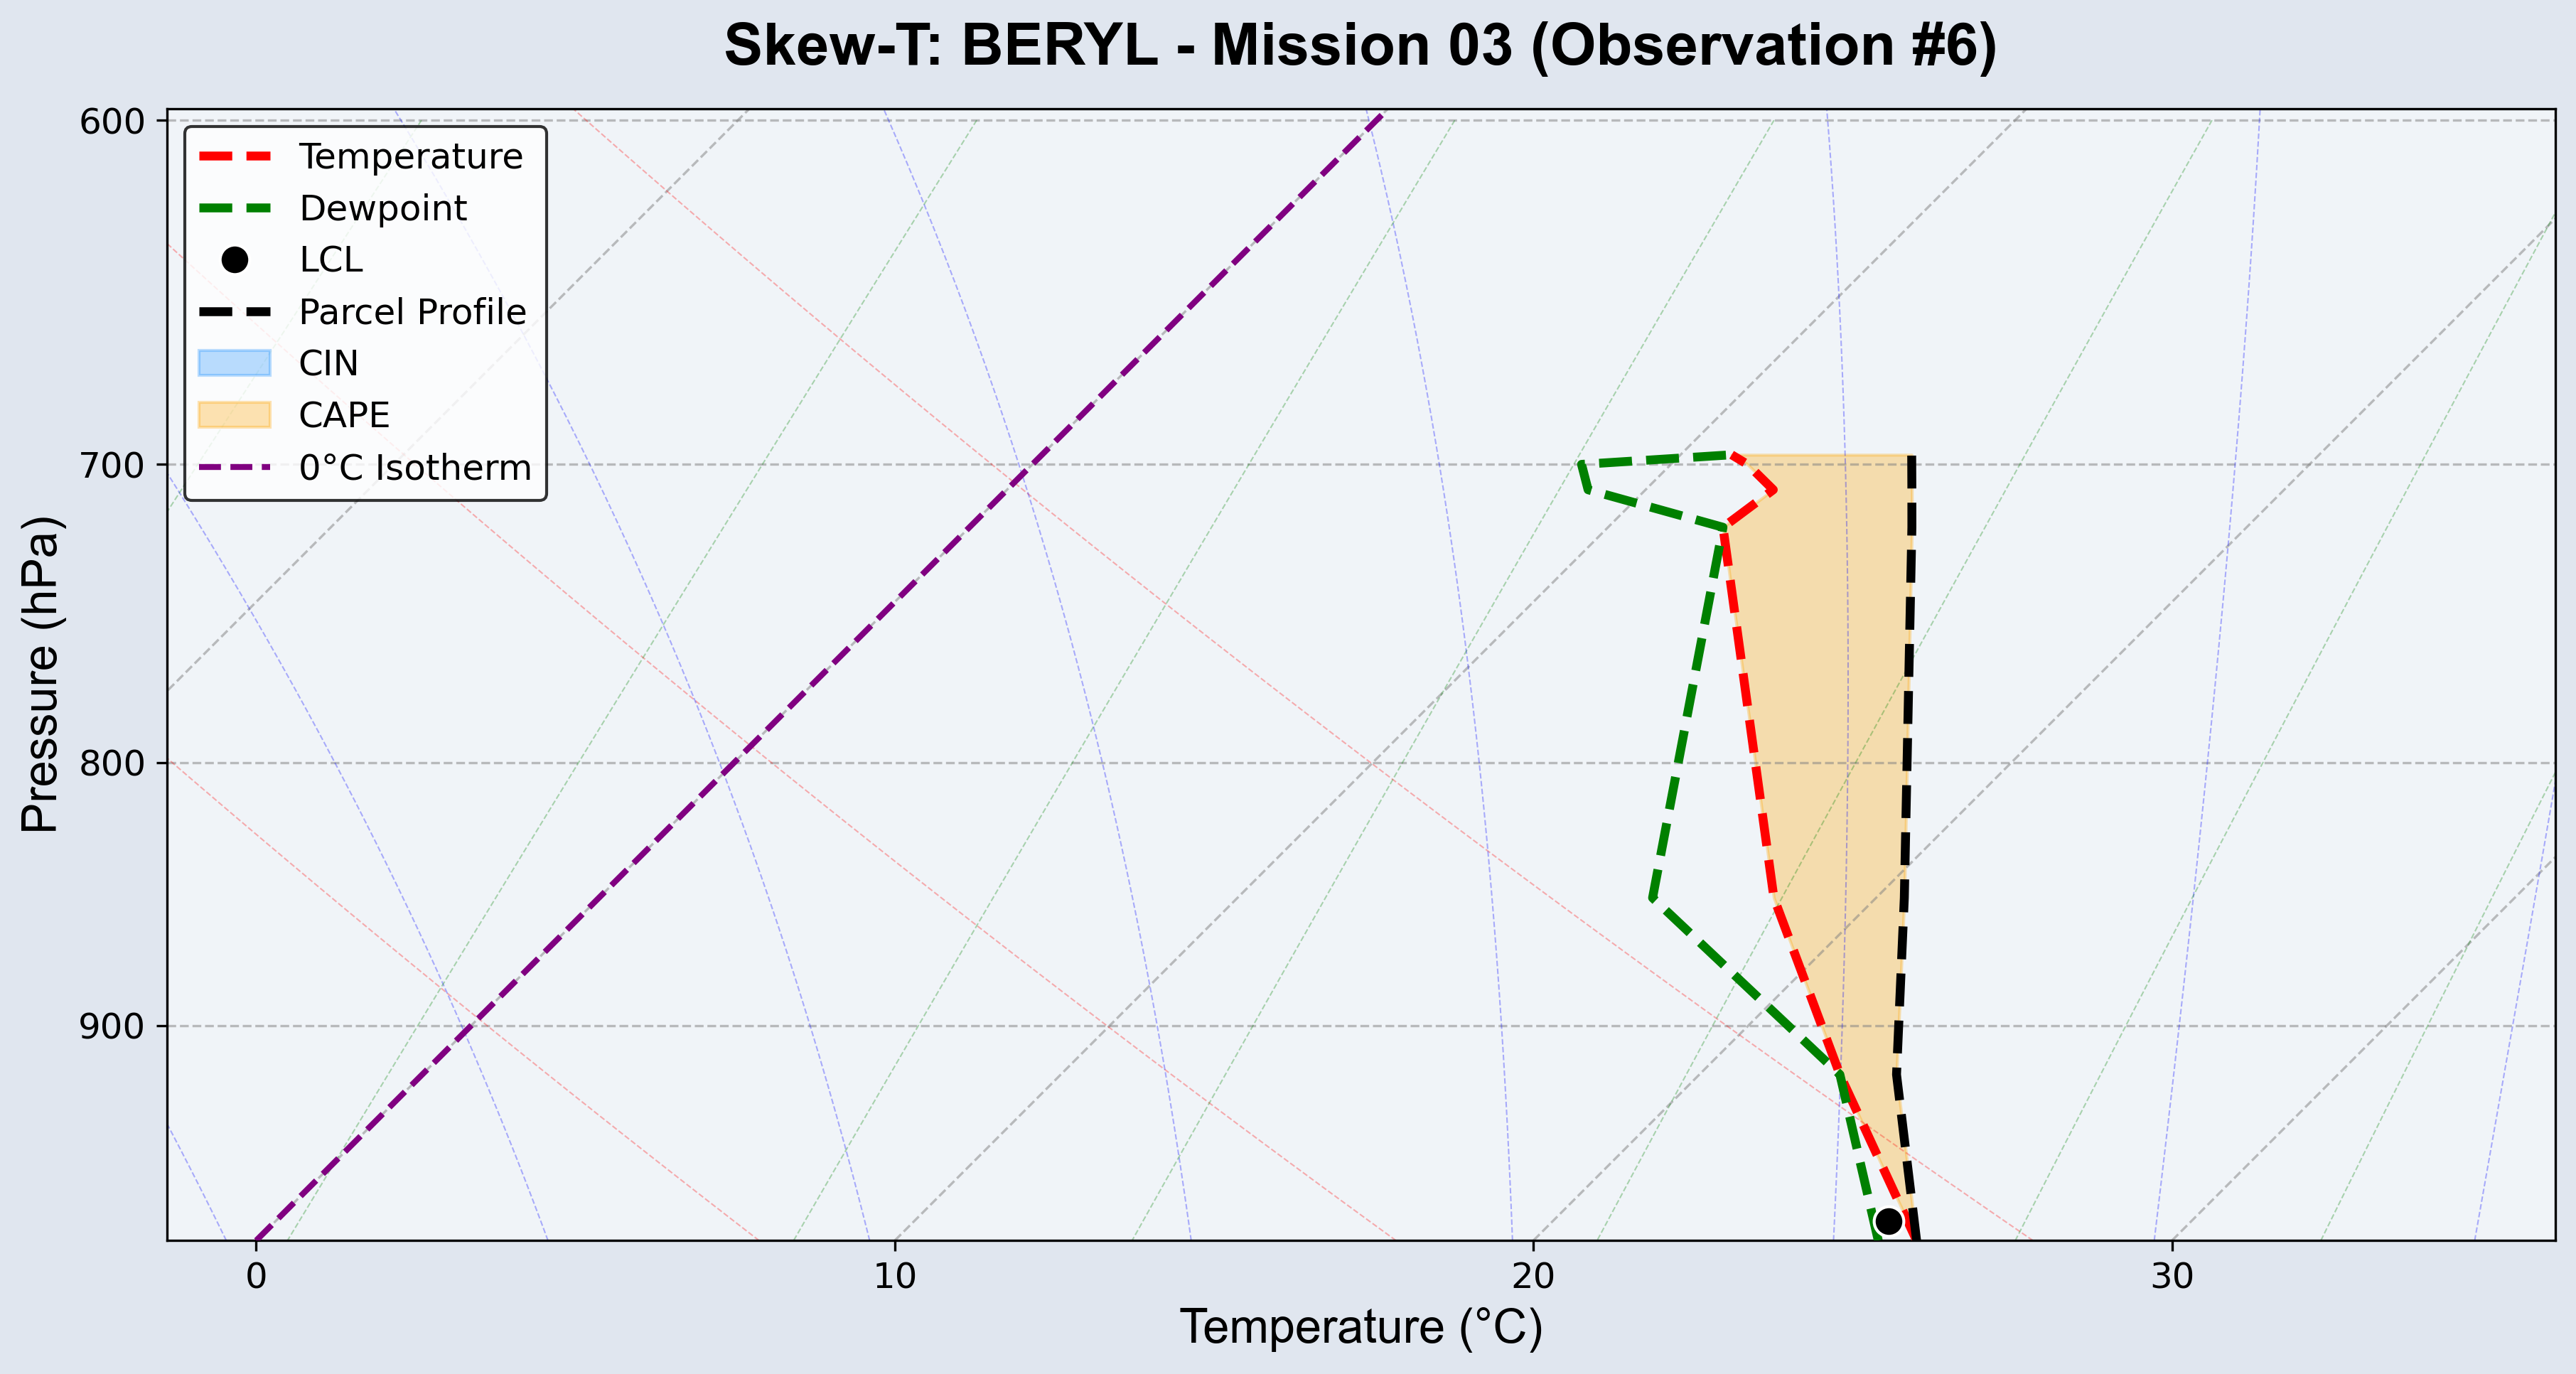 Skew-T: BERYL - Mission 03 (Observation #6)
600
700
800
900
Pressure (hPa)
Temperature
Dewpoint
LCL
Parcel Profile
CIN
CAPE
0°C Isotherm
0
10
20
30
Temperature (°C)